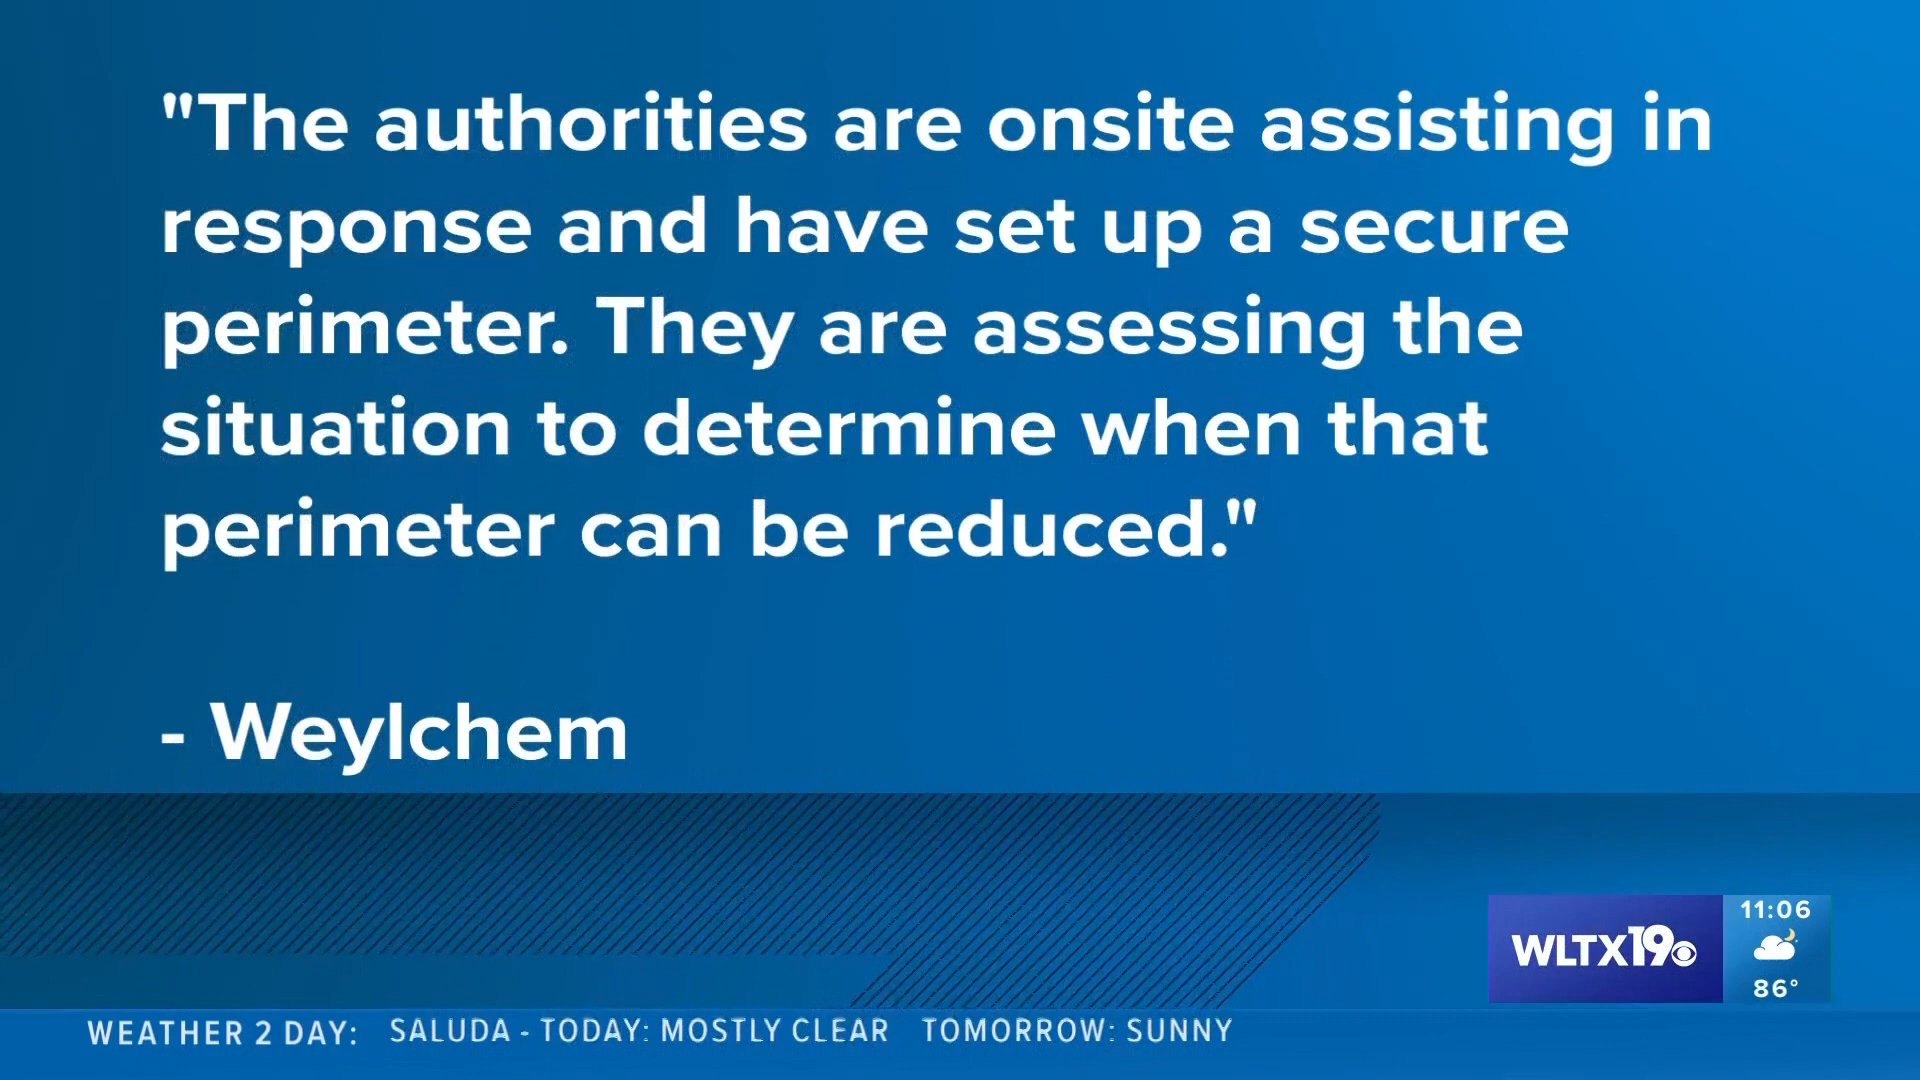 "The authorities are onsite assisting in
response and have set up a secure
perimeter. They are assessing the
situation to determine when that
perimeter can be reduced."
- Weylchem
WLTX19
11:06
86°
WEATHER 2 DAY: SALUDA - TODAY: MOSTLY CLEAR TOMORROW: SUNNY